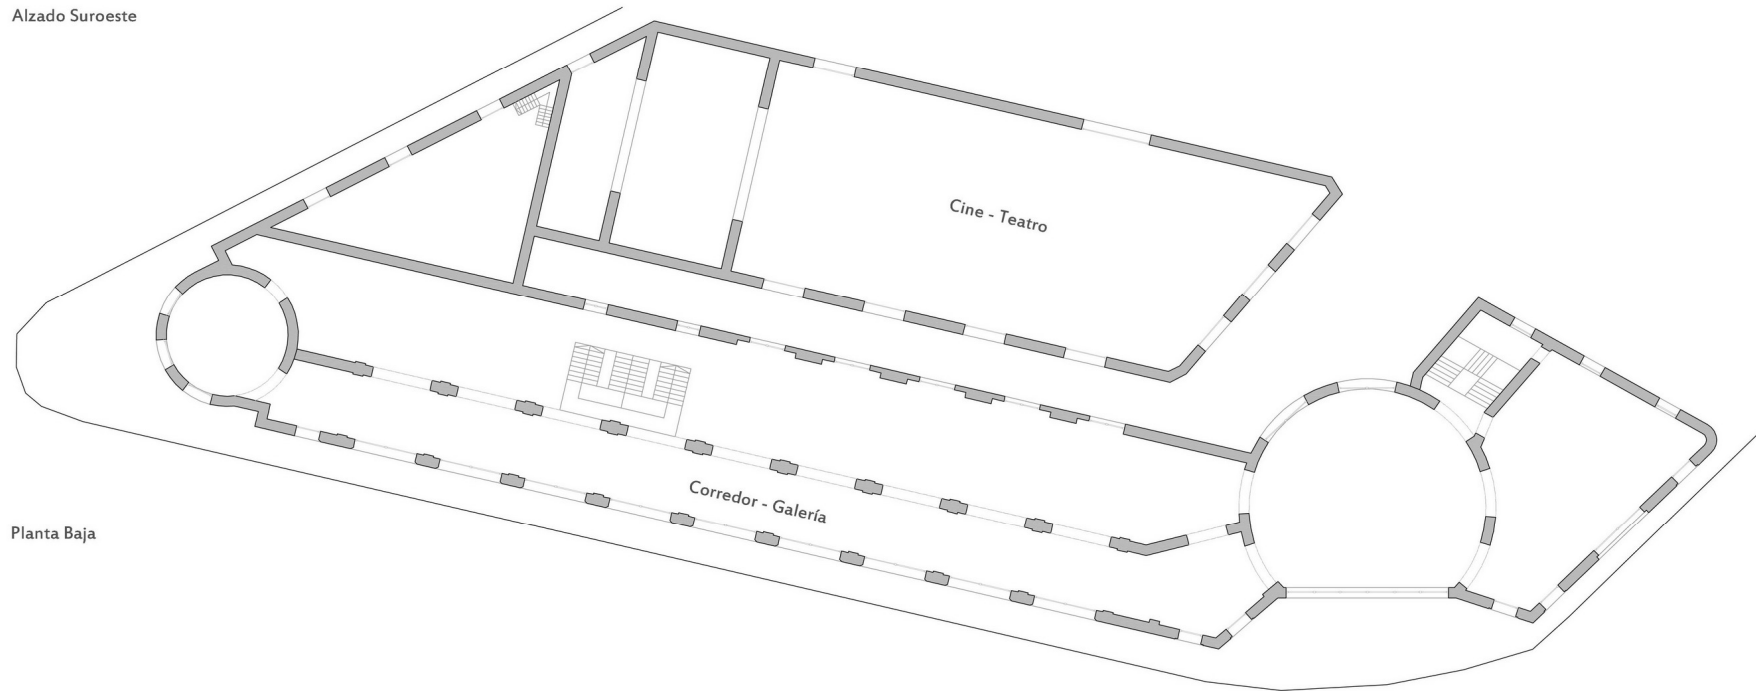 Alzado Suroeste
Cine - Teatro
Corredor - Galería
Planta Baja